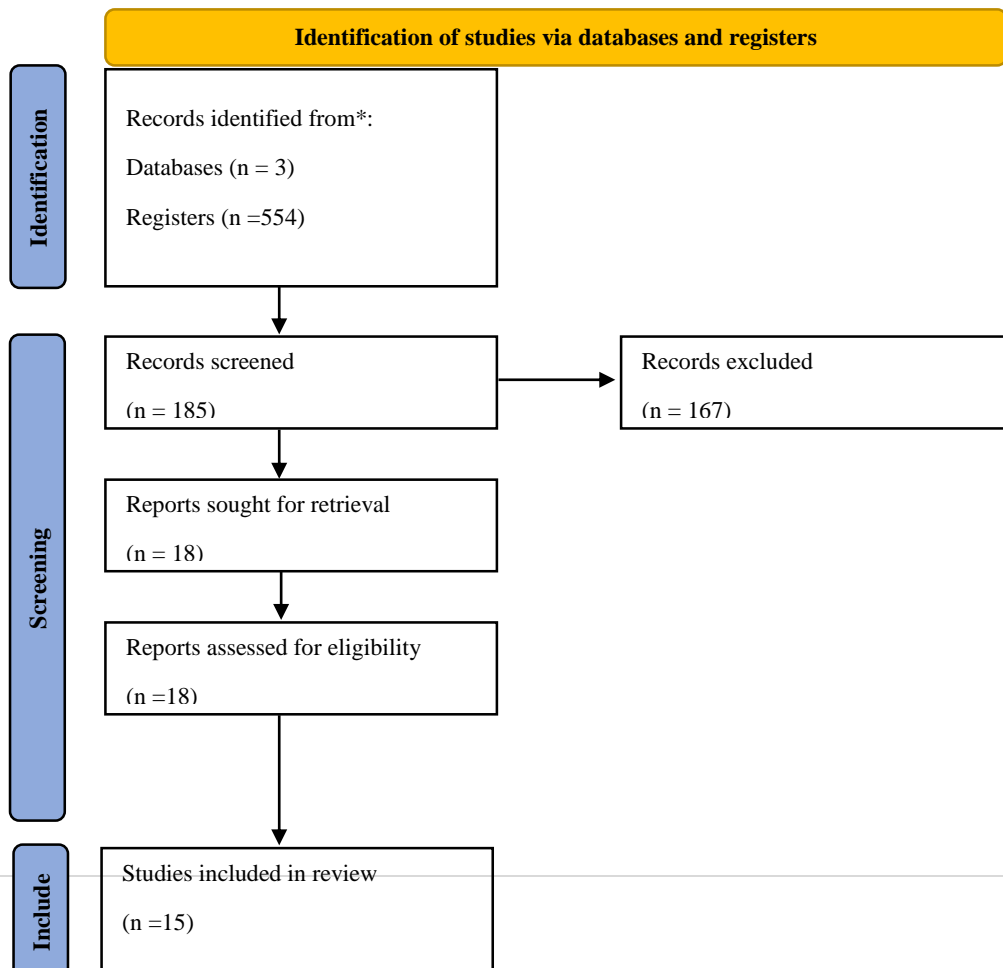 Identification of studies via databases and registers
Identification
Records identified from*:
Databases (n = 3)
Registers (n =554)
Screening
Records screened
(n = 185)
Records excluded
(n = 167)
Reports sought for retrieval
(n = 18)
Reports assessed for eligibility
(n =18)
Include
Studies included in review
(n =15)